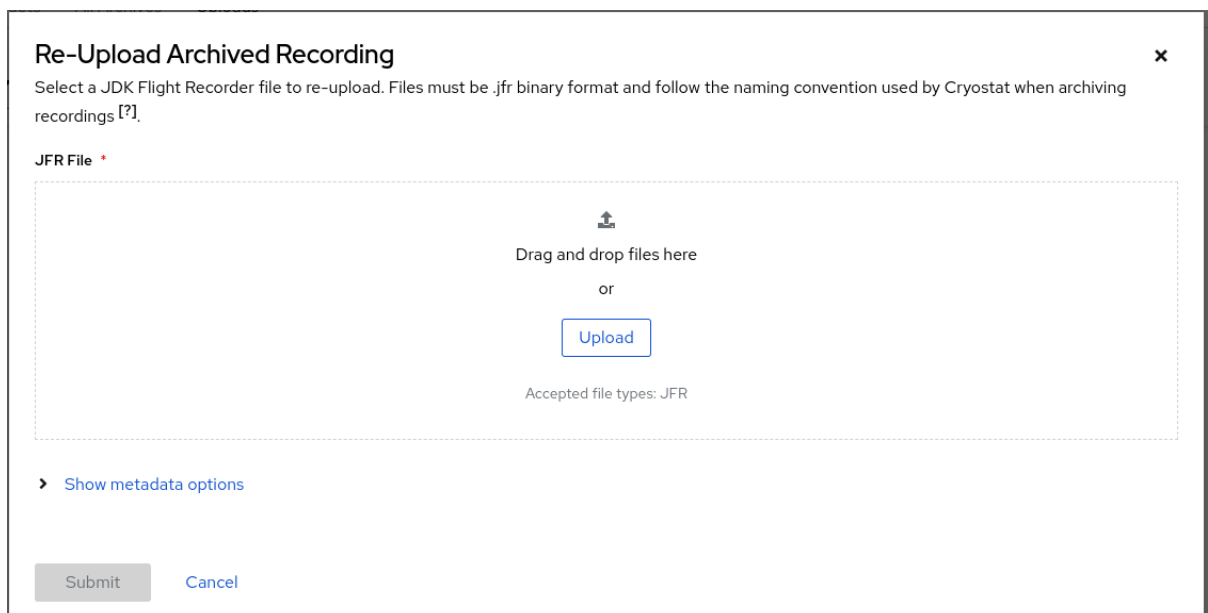 Re-Upload Archived Recording
Select a JDK Flight Recorder file to re-upload. Files must be .jfr binary format and follow the naming convention used by Cryostat when archiving
recordings [?].
JFR File *
Drag and drop files here
or
Upload
Accepted file types: JFR
Show metadata options
Submit Cancel